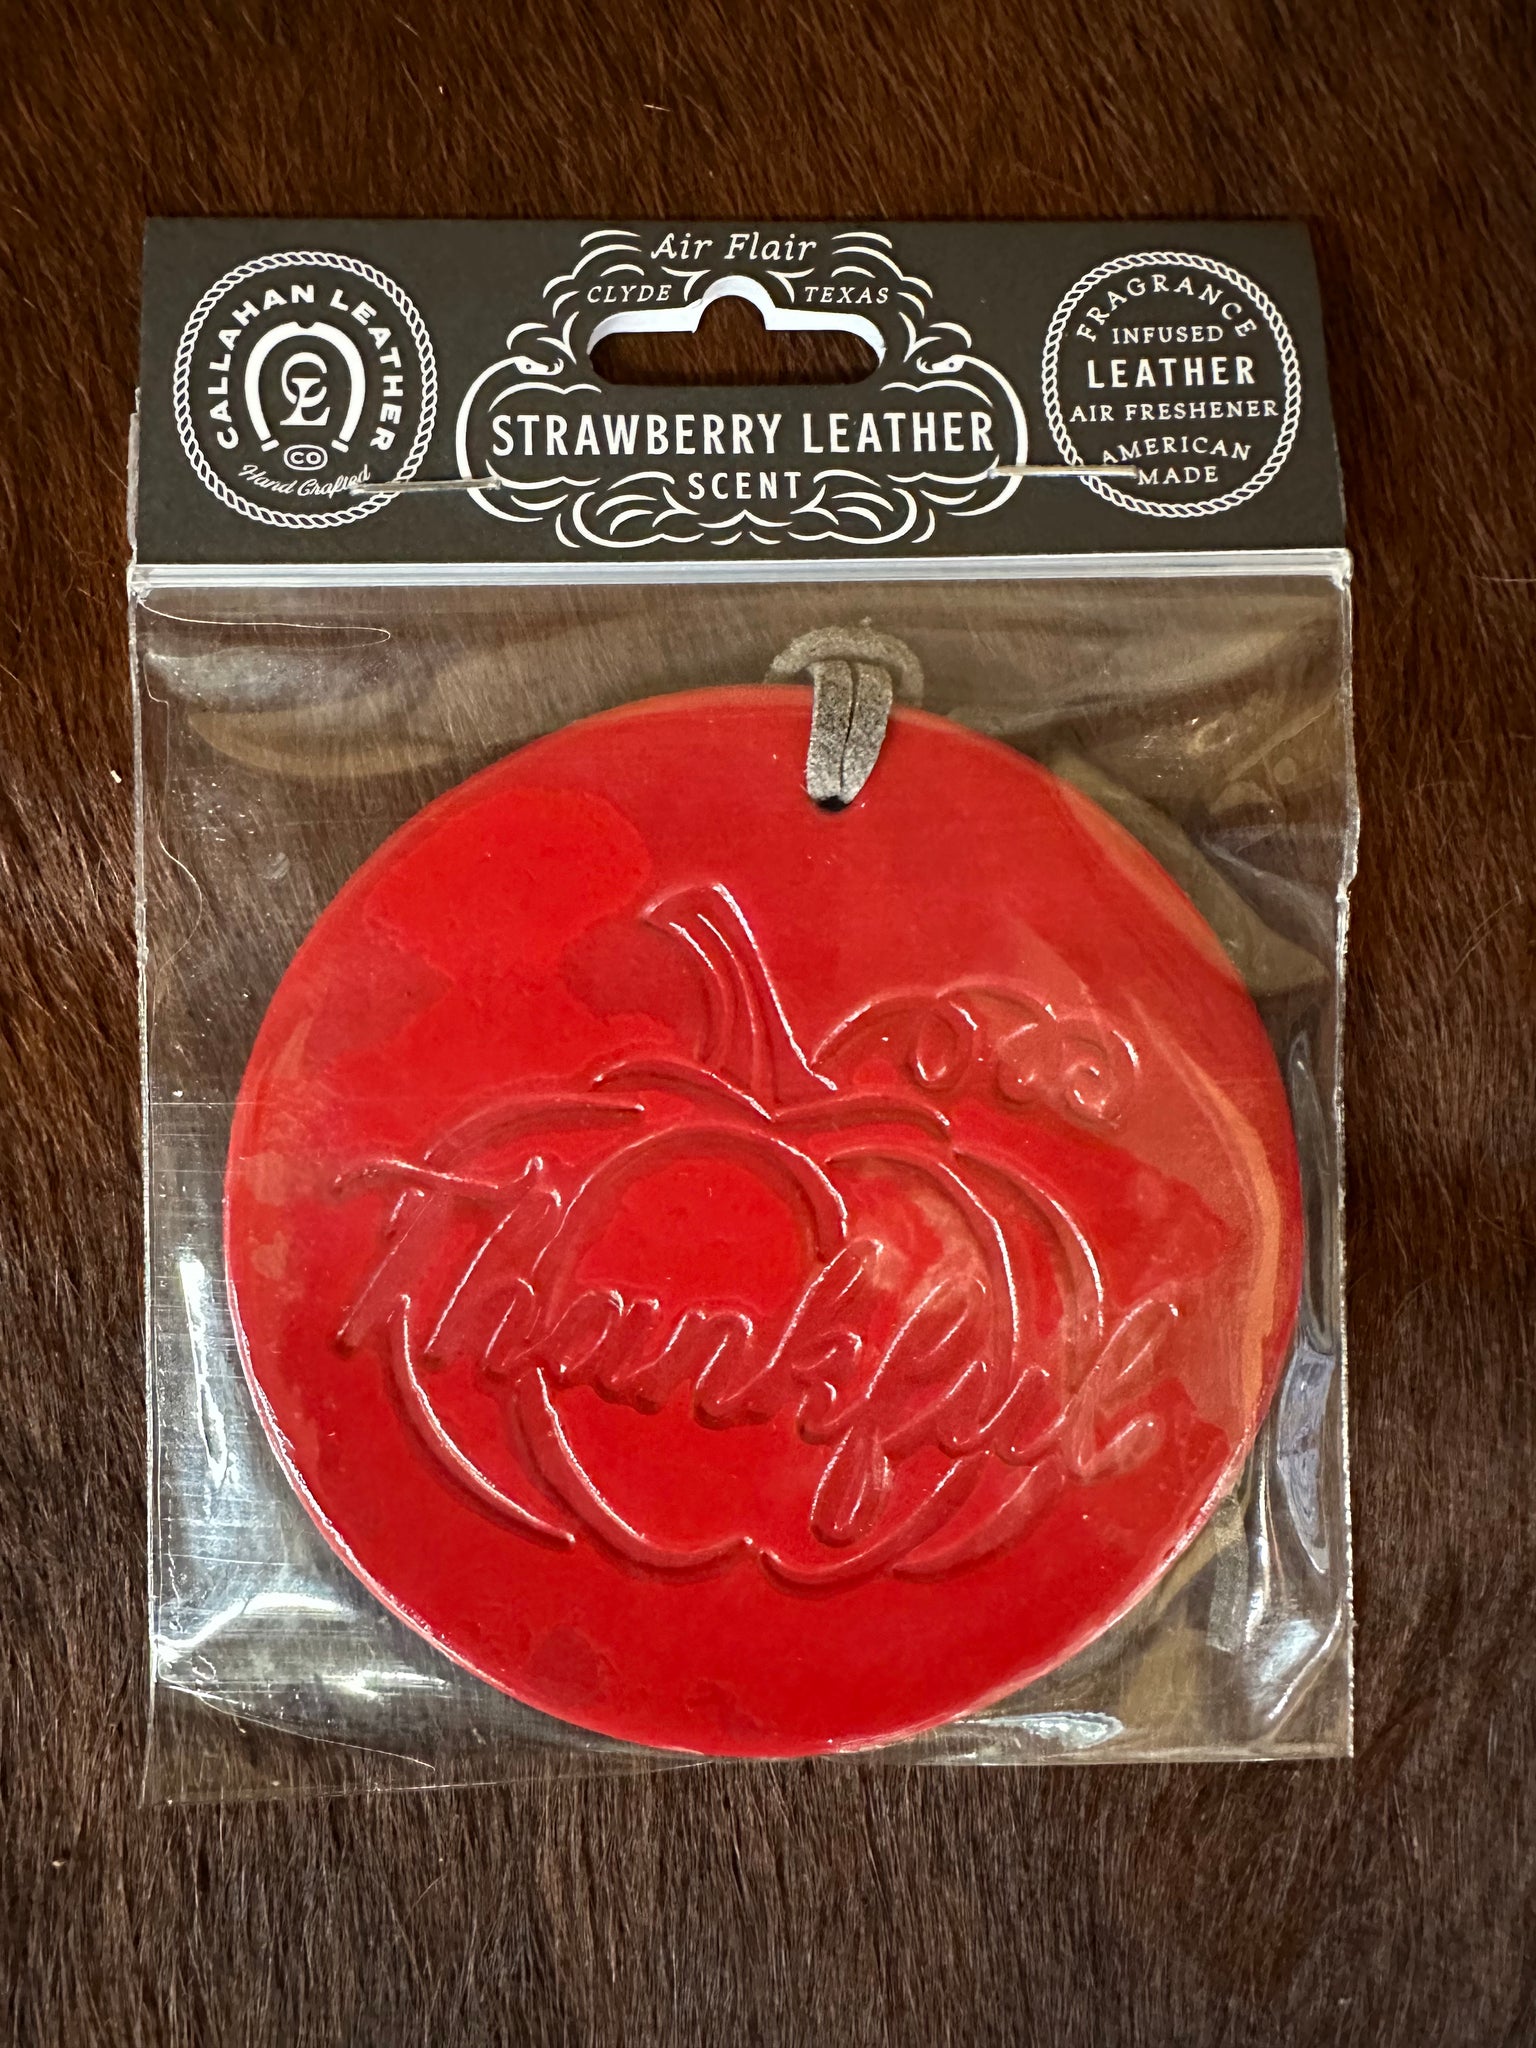 Air Flair
CLYDE TEXAS
CALLAHAN LEATHER
CL
CO
Hand Crafted
STRAWBERRY LEATHER
SCENT
FRAGRANCE
INFUSED
LEATHER
AIR FRESHENER
AMERICAN
MADE
Thankful